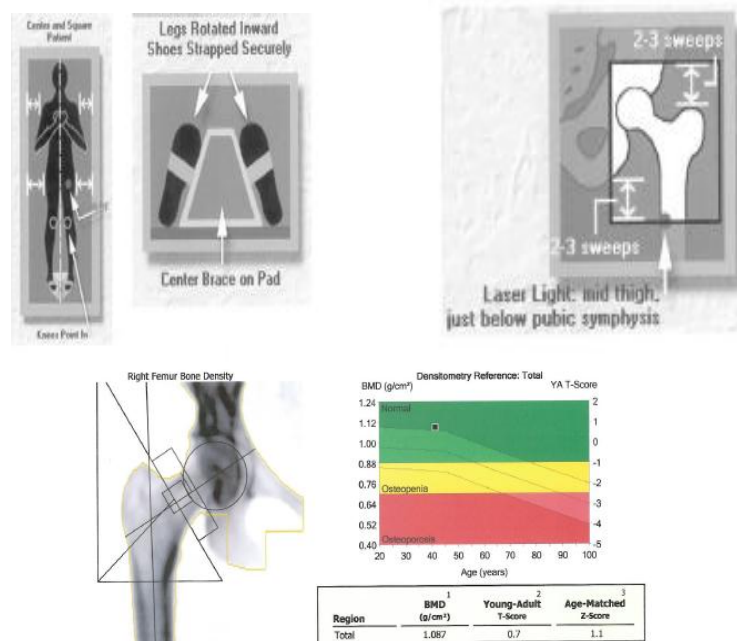 Center and Square
Patient
Knees Point In
Legs Rotated Inward
Shoes Strapped Securely
Center Brace on Pad
2-3 sweeps
2-3 sweeps
Laser Light: mid thigh,
just below pubic symphysis
Right Femur Bone Density
Densitometry Reference: Total
BMD (g/cm²) YA T-Score
1.24 2
Normal
1.12 1
1.00 0
0.88 -1
0.76 -2
Osteopenia
0.64 -3
0.52 -4
Osteoporosis
0.40 -5
20 30 40 50 60 70 80 90 100
Age (years)
1 2 3
BMD Young-Adult Age-Matched
Region (g/cm²) T-Score Z-Score
Total 1.087 0.7 1.1